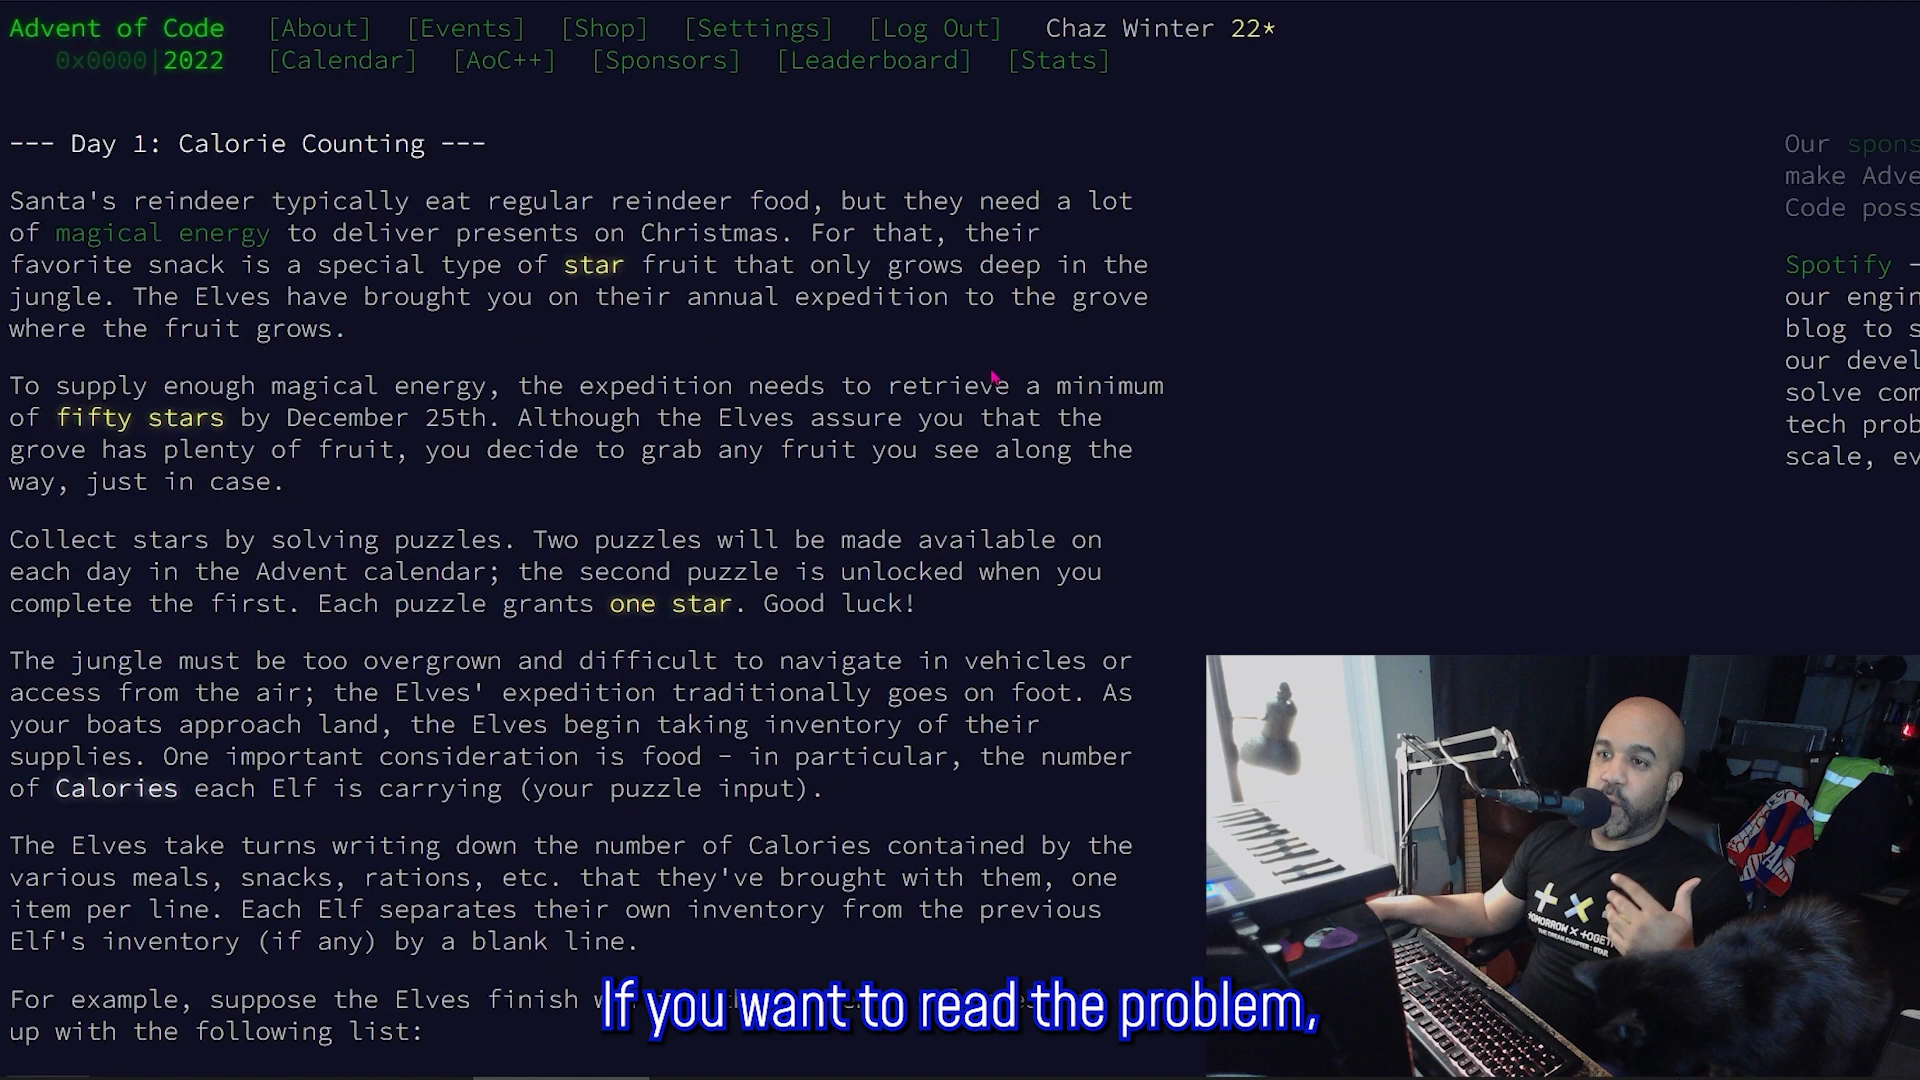 Advent of Code [About] [Events] [Shop] [Settings] [Log Out] Chaz Winter 22*
0x0000|2022 [Calendar] [AoC++] [Sponsors] [Leaderboard] [Stats]
--- Day 1: Calorie Counting ---
Santa's reindeer typically eat regular reindeer food, but they need a lot
of magical energy to deliver presents on Christmas. For that, their
favorite snack is a special type of star fruit that only grows deep in the
jungle. The Elves have brought you on their annual expedition to the grove
where the fruit grows.
To supply enough magical energy, the expedition needs to retrieve a minimum
of fifty stars by December 25th. Although the Elves assure you that the
grove has plenty of fruit, you decide to grab any fruit you see along the
way, just in case.
Collect stars by solving puzzles. Two puzzles will be made available on
each day in the Advent calendar; the second puzzle is unlocked when you
complete the first. Each puzzle grants one star. Good luck!
The jungle must be too overgrown and difficult to navigate in vehicles or
access from the air; the Elves' expedition traditionally goes on foot. As
your boats approach land, the Elves begin taking inventory of their
supplies. One important consideration is food - in particular, the number
of Calories each Elf is carrying (your puzzle input).
The Elves take turns writing down the number of Calories contained by the
various meals, snacks, rations, etc. that they've brought with them, one
item per line. Each Elf separates their own inventory from the previous
Elf's inventory (if any) by a blank line.
For example, suppose the Elves finish
up with the following list:
Our spons
make Adve
Code poss
Spotify -
our engin
blog to s
our devel
solve com
tech prob
scale, ev
TOMORROW X TOGET
THE DREAM CHAPTER: STAR
If you want to read the problem,